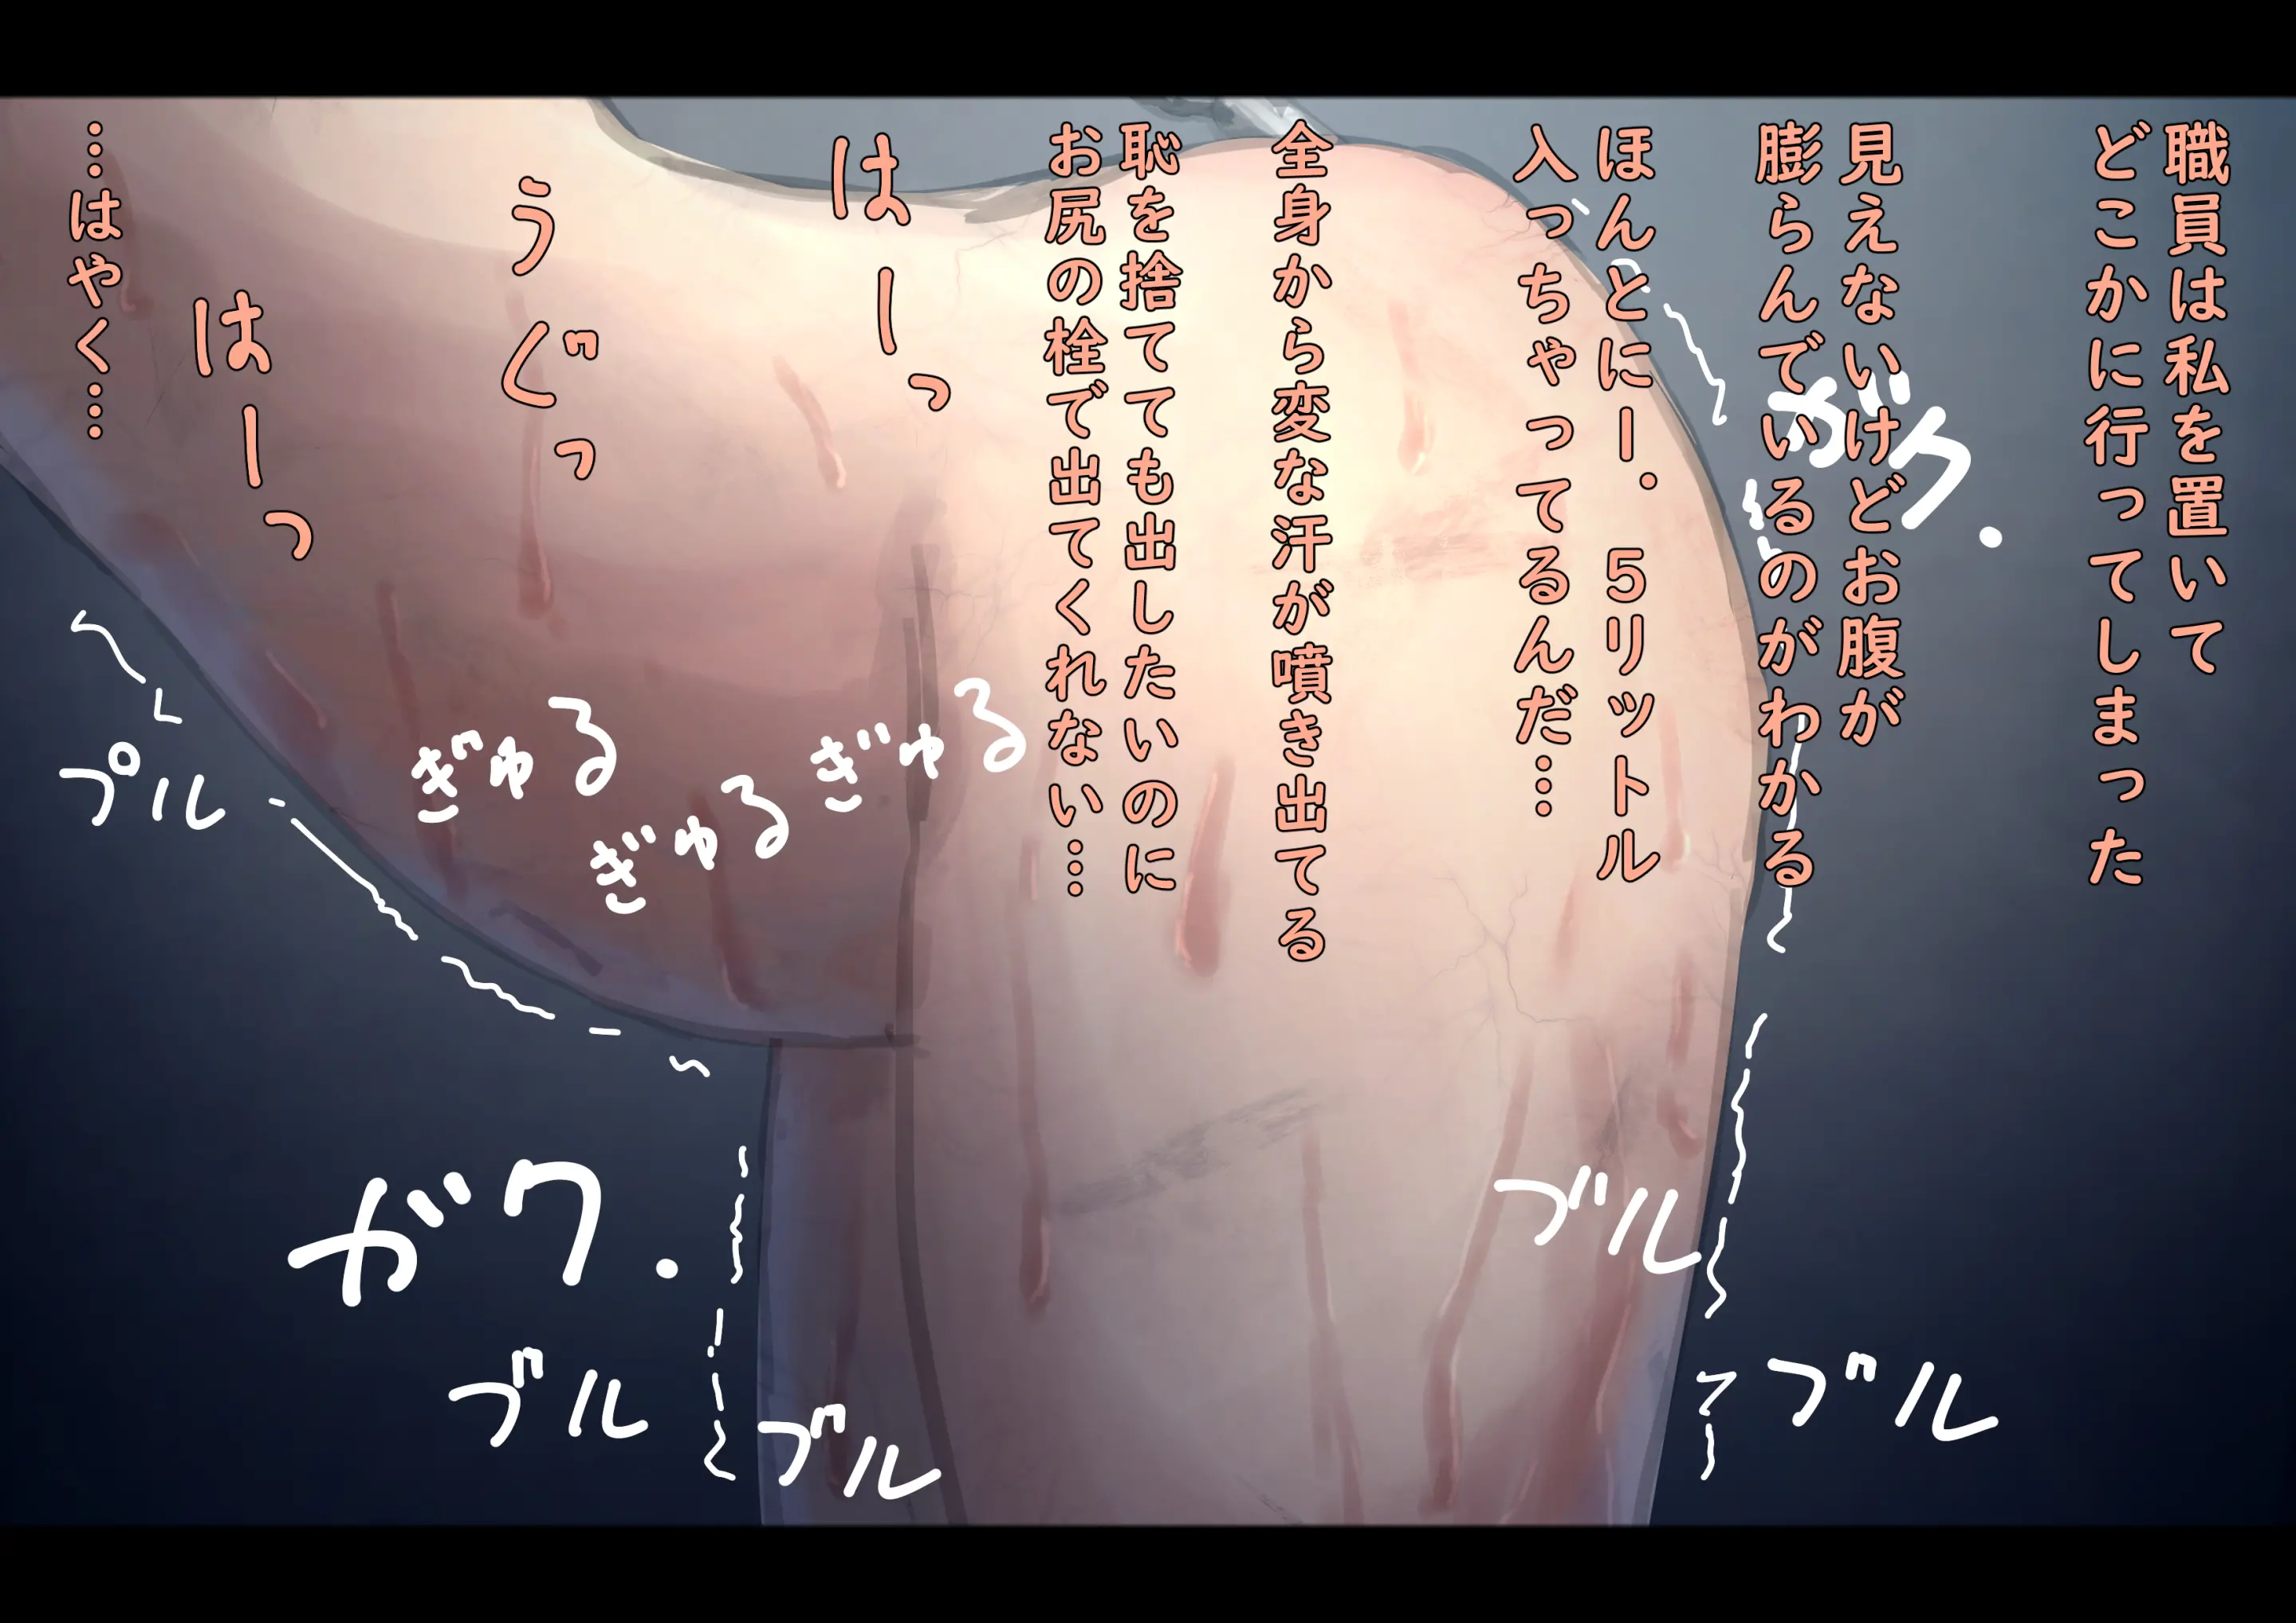 職員は私を置いて
どこかに行ってしまった
見えないけどお腹が
膨らんでいるのがわかる
ほんとにー.　5リットル
入っちゃってるんだ…
全身から変な汗が噴き出てる
恥を捨てても出したいのに
お尻の栓で出てくれない…
はーっ
うぐっ
はーっ
…はやく…
ガク.
ぎゅる
ぎゅる
ぎゅる
プル
ガク.
ブル
ブル
ブル
ブル